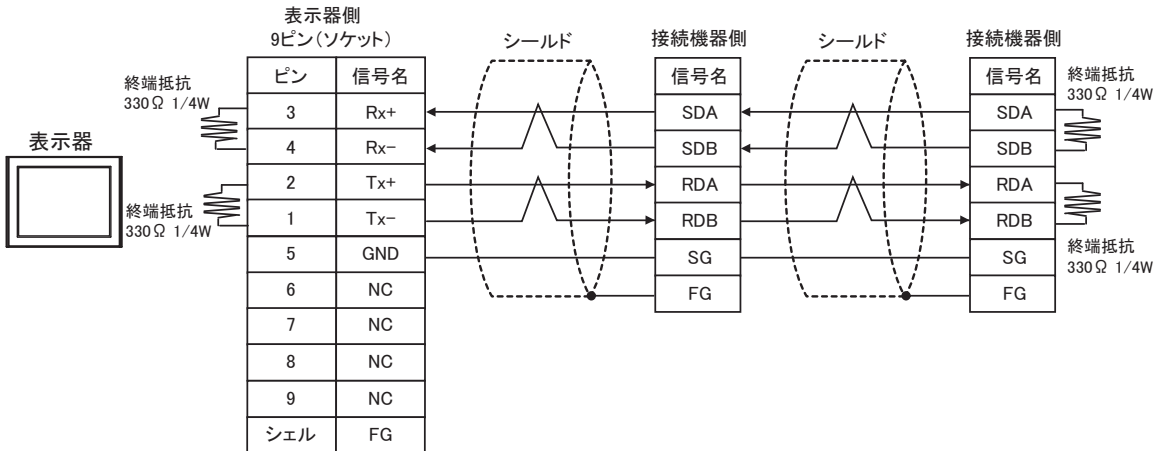 表示器側
9ピン(ソケット)
シールド
接続機器側
シールド
接続機器側
ピン 信号名
信号名
信号名
終端抵抗
330Ω 1/4W
終端抵抗
330Ω 1/4W
3 Rx+
SDA
SDA
表示器
4 Rx−
SDB
SDB
2 Tx+
RDA
RDA
終端抵抗
330Ω 1/4W
1 Tx−
RDB
RDB
5 GND
SG
SG
終端抵抗
330Ω 1/4W
6 NC
FG
FG
7 NC
8 NC
9 NC
シェル FG